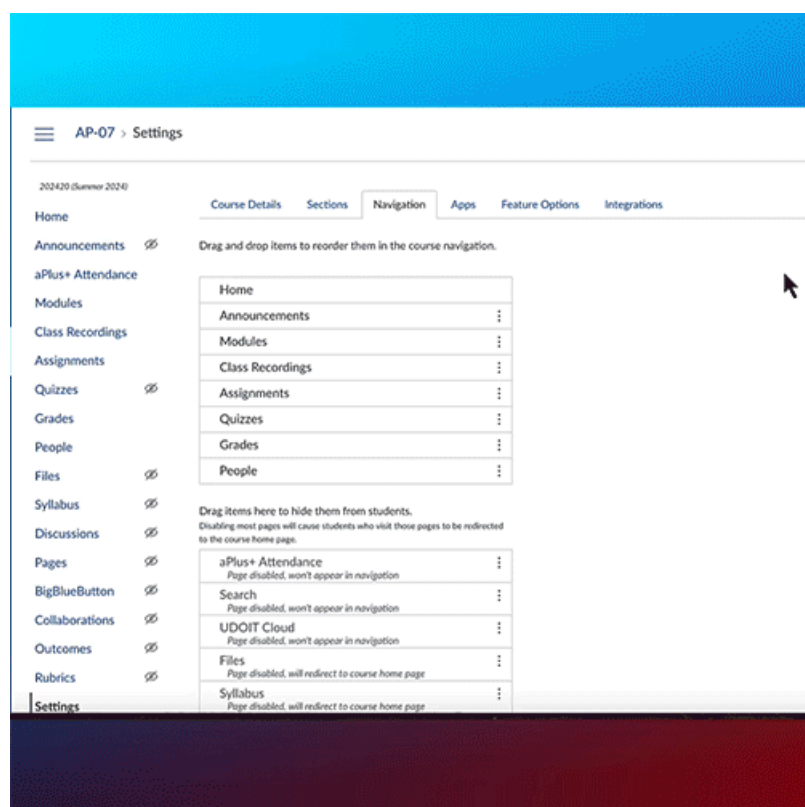 AP-07 › Settings
202420 (Summer 2024)
Home
Announcements
aPlus+ Attendance
Modules
Class Recordings
Assignments
Quizzes
Grades
People
Files
Syllabus
Discussions
Pages
BigBlueButton
Collaborations
Outcomes
Rubrics
Settings
Course Details Sections Navigation Apps Feature Options Integrations
Drag and drop items to reorder them in the course navigation.
Home
Announcements
Modules
Class Recordings
Assignments
Quizzes
Grades
People
Drag items here to hide them from students.
Disabling most pages will cause students who visit those pages to be redirected
to the course home page.
aPlus+ Attendance
Page disabled, won't appear in navigation
Search
Page disabled, won't appear in navigation
UDOIT Cloud
Page disabled, won't appear in navigation
Files
Page disabled, will redirect to course home page
Syllabus
Page disabled, will redirect to course home page